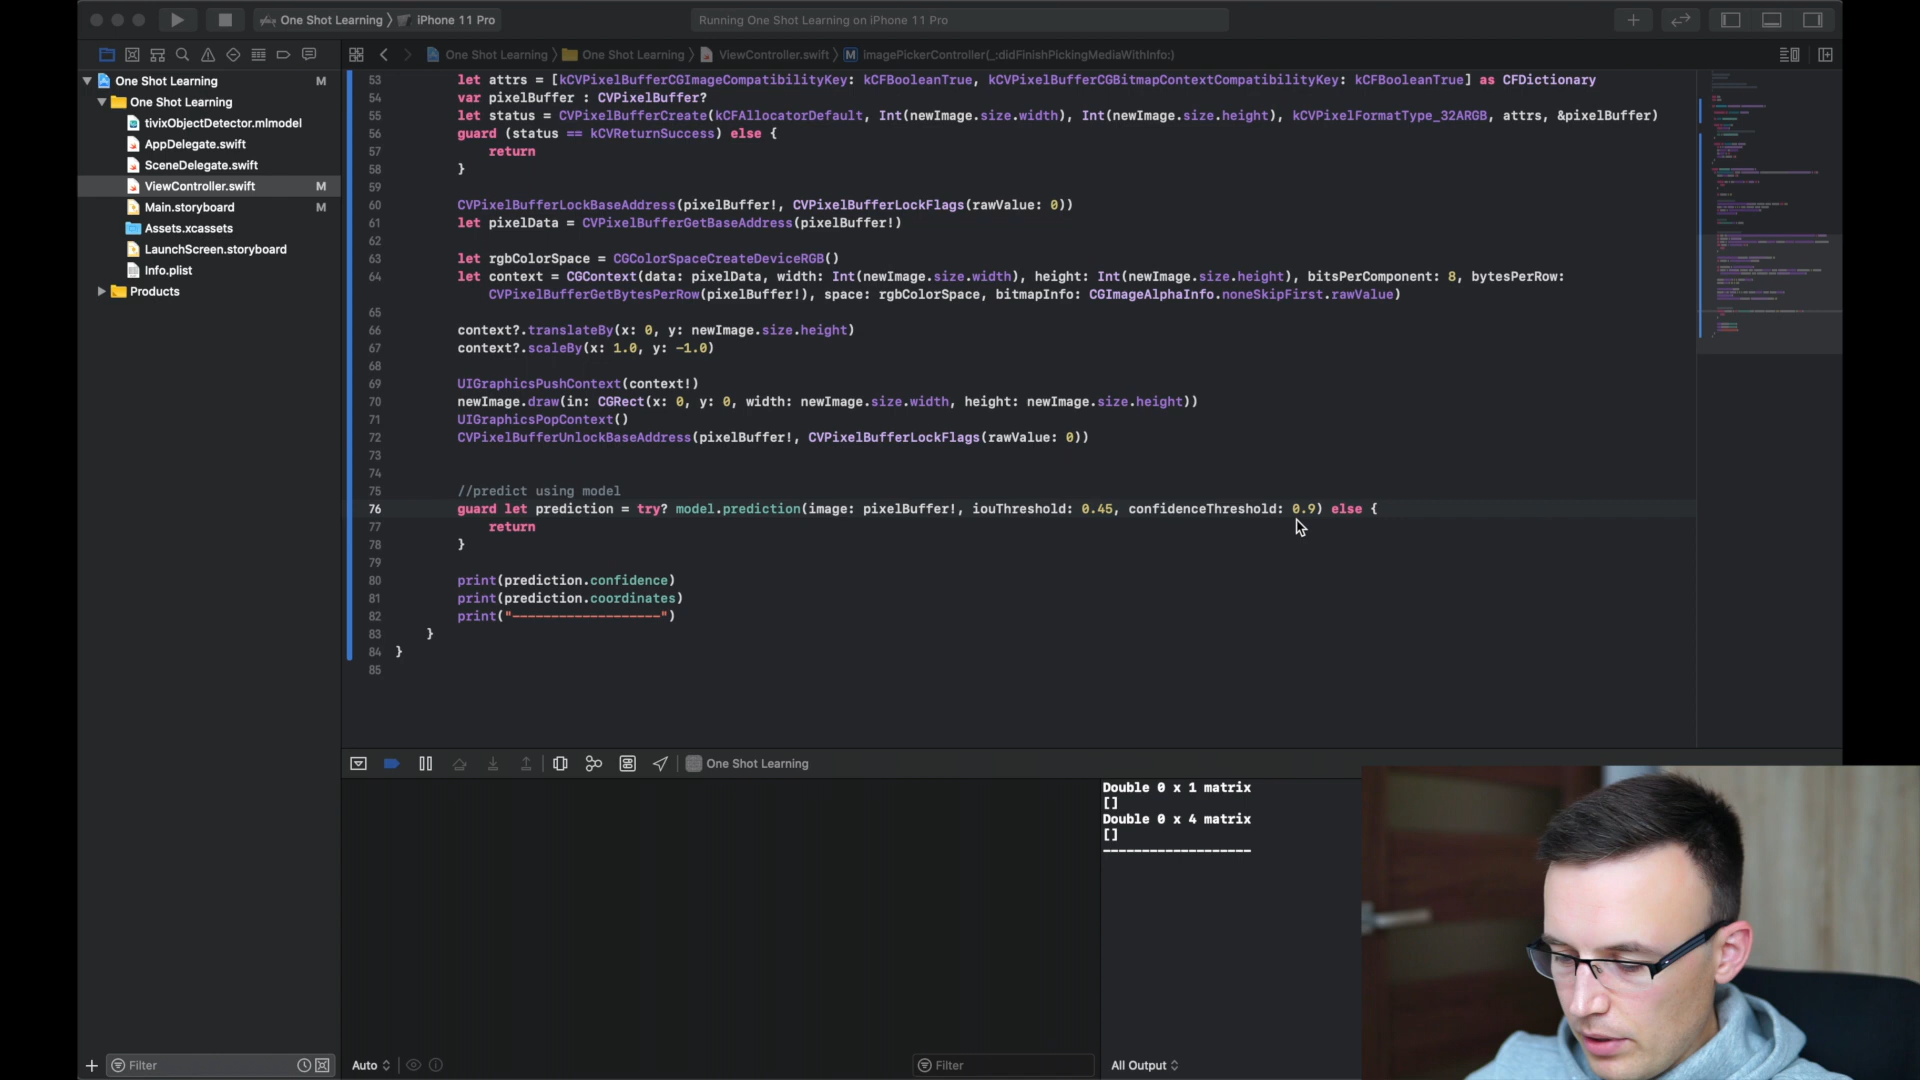 One Shot Learning
iPhone 11 Pro
Running One Shot Learning on iPhone 11 Pro
One Shot Learning
One Shot Learning
ViewController.swift
M
imagePickerController(_:didFinishPickingMediaWithInfo:)
One Shot Learning M
One Shot Learning
tivixObjectDetector.mlmodel
AppDelegate.swift
SceneDelegate.swift
ViewController.swift M
Main.storyboard M
Assets.xcassets
LaunchScreen.storyboard
Info.plist
Products
53 let attrs = [kCVPixelBufferCGImageCompatibilityKey: kCFBooleanTrue, kCVPixelBufferCGBitmapContextCompatibilityKey: kCFBooleanTrue] as CFDictionary
54 var pixelBuffer : CVPixelBuffer?
55 let status = CVPixelBufferCreate(kCFAllocatorDefault, Int(newImage.size.width), Int(newImage.size.height), kCVPixelFormatType_32ARGB, attrs, &pixelBuffer)
56 guard (status == kCVReturnSuccess) else {
57 return
58 }
59
60 CVPixelBufferLockBaseAddress(pixelBuffer!, CVPixelBufferLockFlags(rawValue: 0))
61 let pixelData = CVPixelBufferGetBaseAddress(pixelBuffer!)
62
63 let rgbColorSpace = CGColorSpaceCreateDeviceRGB()
64 let context = CGContext(data: pixelData, width: Int(newImage.size.width), height: Int(newImage.size.height), bitsPerComponent: 8, bytesPerRow:
CVPixelBufferGetBytesPerRow(pixelBuffer!), space: rgbColorSpace, bitmapInfo: CGImageAlphaInfo.noneSkipFirst.rawValue)
65
66 context?.translateBy(x: 0, y: newImage.size.height)
67 context?.scaleBy(x: 1.0, y: -1.0)
68
69 UIGraphicsPushContext(context!)
70 newImage.draw(in: CGRect(x: 0, y: 0, width: newImage.size.width, height: newImage.size.height))
71 UIGraphicsPopContext()
72 CVPixelBufferUnlockBaseAddress(pixelBuffer!, CVPixelBufferLockFlags(rawValue: 0))
73
74
75 //predict using model
76 guard let prediction = try? model.prediction(image: pixelBuffer!, iouThreshold: 0.45, confidenceThreshold: 0.9) else {
77 return
78 }
79
80 print(prediction.confidence)
81 print(prediction.coordinates)
82 print("-------------------")
83 }
84 }
85
One Shot Learning
Double 0 x 1 matrix
[]
Double 0 x 4 matrix
[]
-------------------
Filter
Auto
Filter
All Output